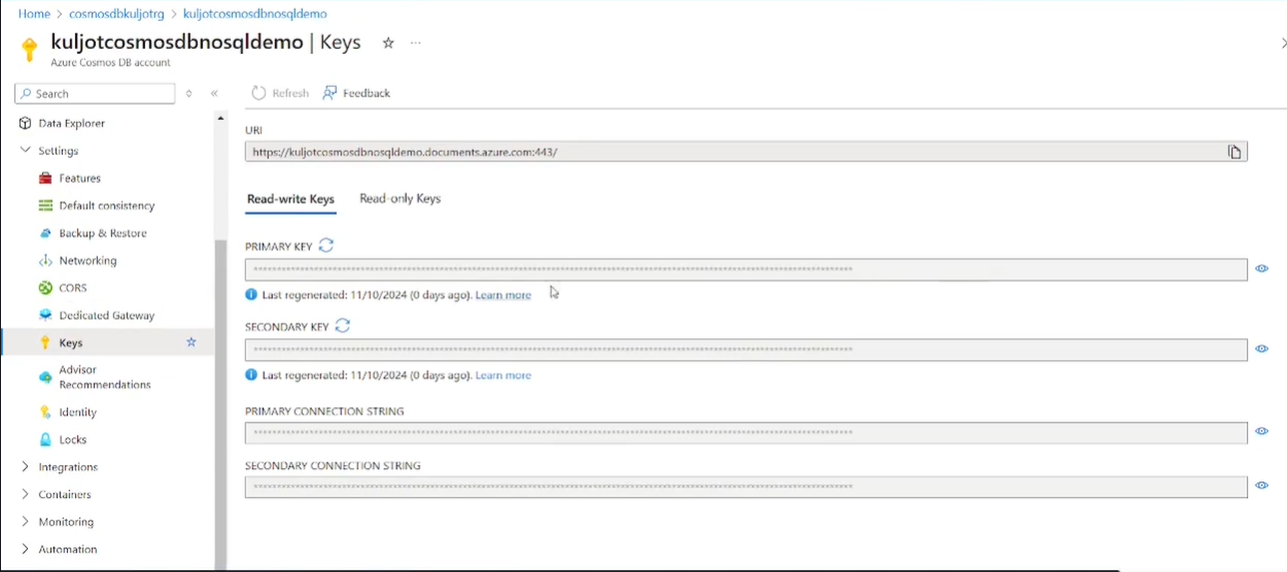 Home > cosmosdbkuljotrg > kuljotcosmosdbnosqldemo
kuljotcosmosdbnosqldemo | Keys
Azure Cosmos DB account
Search
Refresh
Feedback
Data Explorer
Settings
Features
Default consistency
Backup & Restore
Networking
CORS
Dedicated Gateway
Keys
Advisor
Recommendations
Identity
Locks
Integrations
Containers
Monitoring
Automation
URI
https://kuljotcosmosdbnosqldemo.documents.azure.com:443/
Read-write Keys
Read-only Keys
PRIMARY KEY
Last regenerated: 11/10/2024 (0 days ago). Learn more
SECONDARY KEY
Last regenerated: 11/10/2024 (0 days ago). Learn more
PRIMARY CONNECTION STRING
SECONDARY CONNECTION STRING